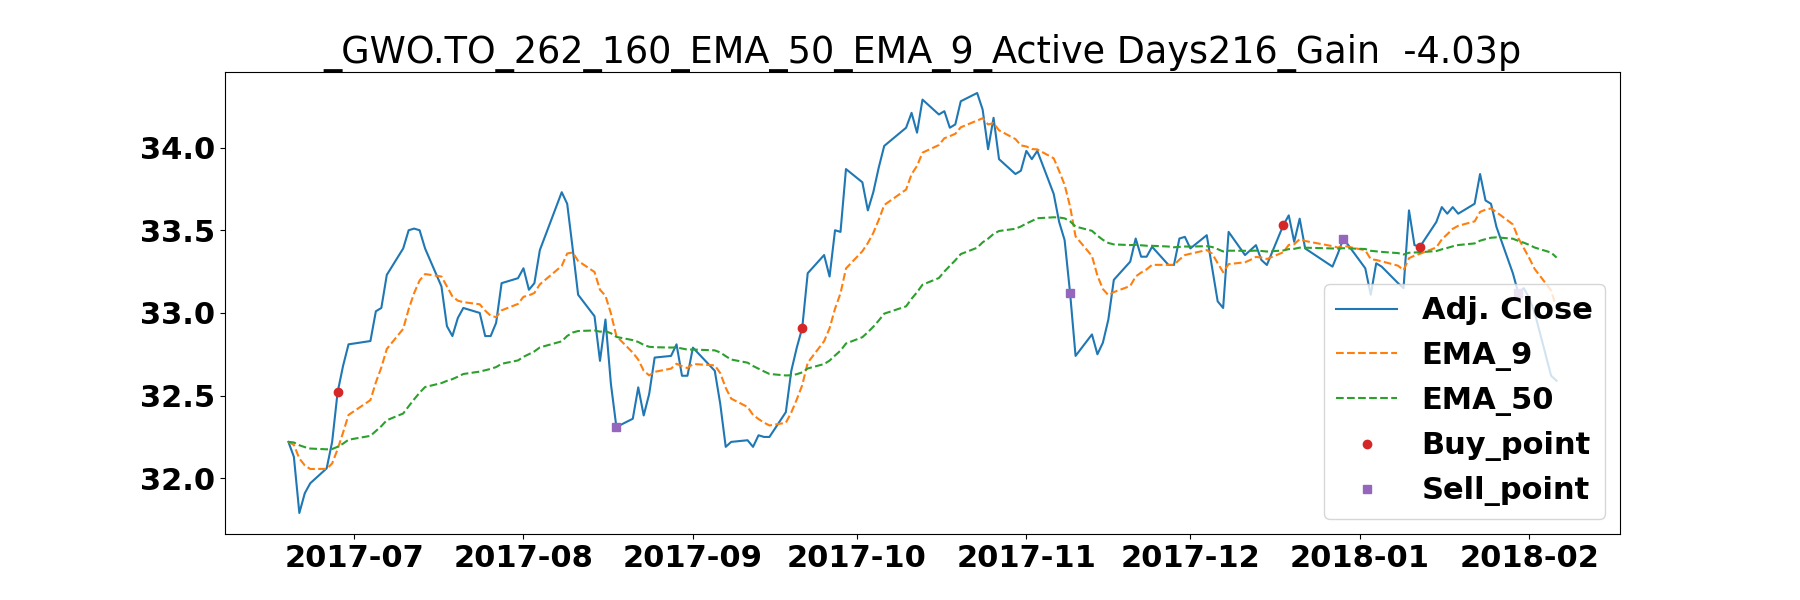 _GWO.TO_262_160_EMA_50_EMA_9_Active Days216_Gain  -4.03p
34.0
33.5
33.0
32.5
32.0
Adj. Close
EMA_9
EMA_50
Buy_point
Sell_point
2017-07 2017-08 2017-09 2017-10 2017-11 2017-12 2018-01 2018-02